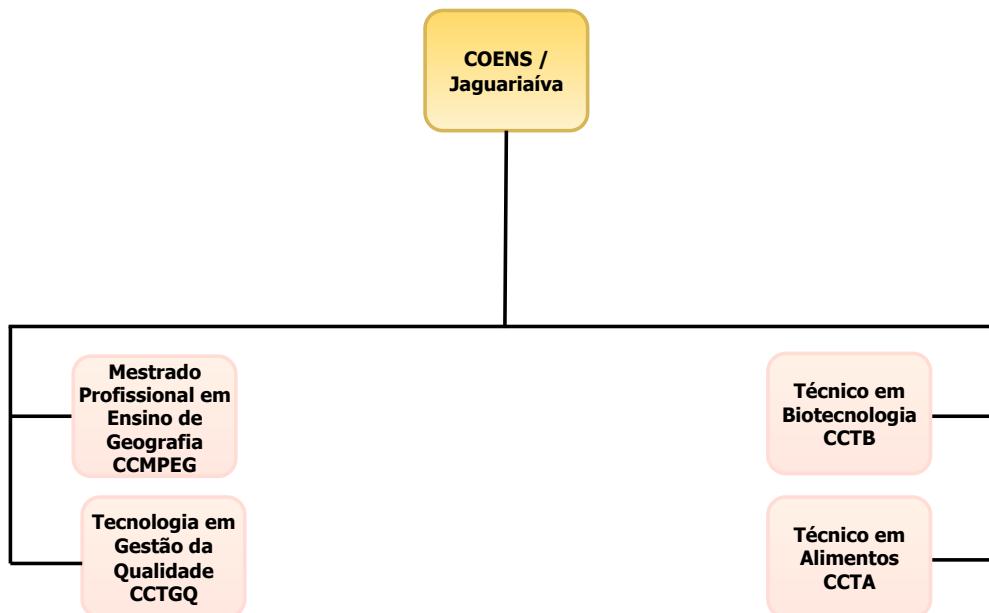 COENS /
Jaguariaíva
Mestrado
Profissional em
Ensino de
Geografia
CCMPEG
Técnico em
Biotecnologia
CCTB
Tecnologia em
Gestão da
Qualidade
CCTGQ
Técnico em
Alimentos
CCTA